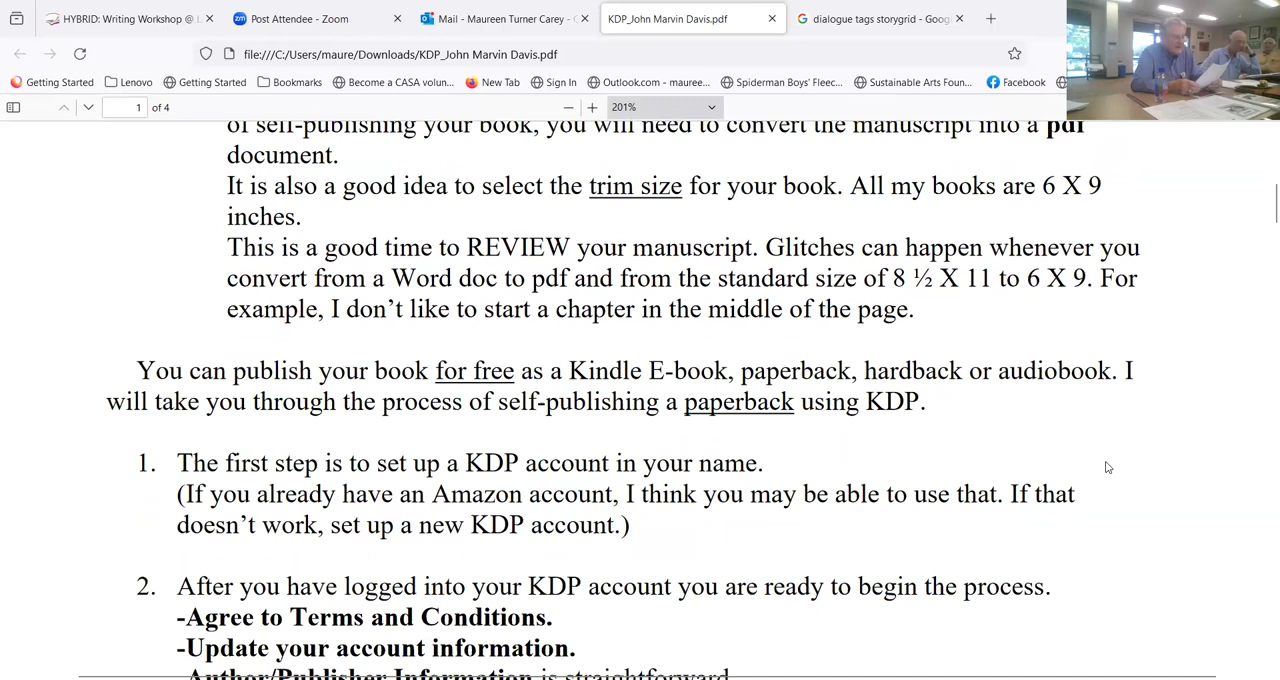 HYBRID: Writing Workshop @ L
Post Attendee - Zoom
Mail - Maureen Turner Carey -
KDP_John Marvin Davis.pdf
dialogue tags storygrid - Goog
file:///C:/Users/maure/Downloads/KDP_John Marvin Davis.pdf
Getting Started Lenovo Getting Started Bookmarks Become a CASA volun... New Tab Sign In Outlook.com - mauree... Spiderman Boys' Fleec... Sustainable Arts Foun... Facebook
1 of 4 201%
of self-publishing your book, you will need to convert the manuscript into a pdf
document.
It is also a good idea to select the trim size for your book. All my books are 6 X 9
inches.
This is a good time to REVIEW your manuscript. Glitches can happen whenever you
convert from a Word doc to pdf and from the standard size of 8 ½ X 11 to 6 X 9. For
example, I don’t like to start a chapter in the middle of the page.
You can publish your book for free as a Kindle E-book, paperback, hardback or audiobook. I
will take you through the process of self-publishing a paperback using KDP.
1. The first step is to set up a KDP account in your name.
(If you already have an Amazon account, I think you may be able to use that. If that
doesn’t work, set up a new KDP account.)
2. After you have logged into your KDP account you are ready to begin the process.
-Agree to Terms and Conditions.
-Update your account information.
-Author/Publisher Information is straightforward